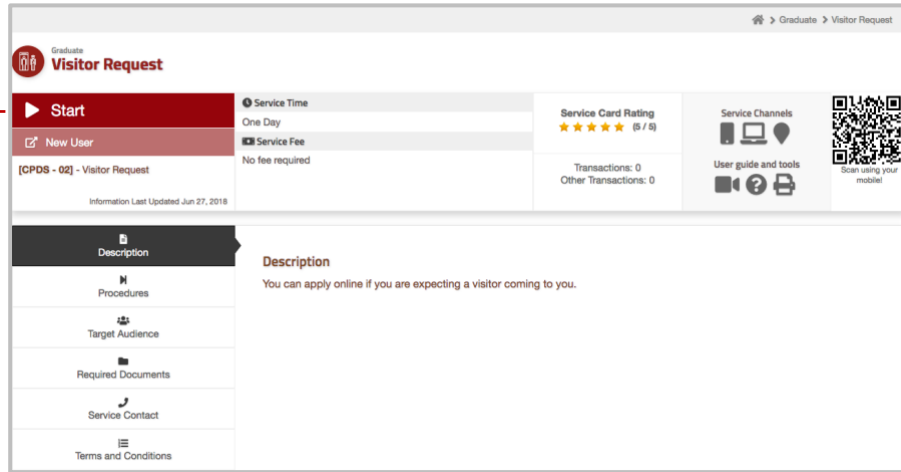 Graduate
Visitor Request
Graduate
Visitor Request
Start
New User
[CPDS - 02] - Visitor Request
Information Last Updated Jun 27, 2018
Service Time
One Day
Service Fee
No fee required
Service Card Rating
(5 / 5)
Transactions: 0
Other Transactions: 0
Service Channels
User guide and tools
Scan using your
mobile!
Description
Procedures
Target Audience
Required Documents
Service Contact
Terms and Conditions
Description
You can apply online if you are expecting a visitor coming to you.